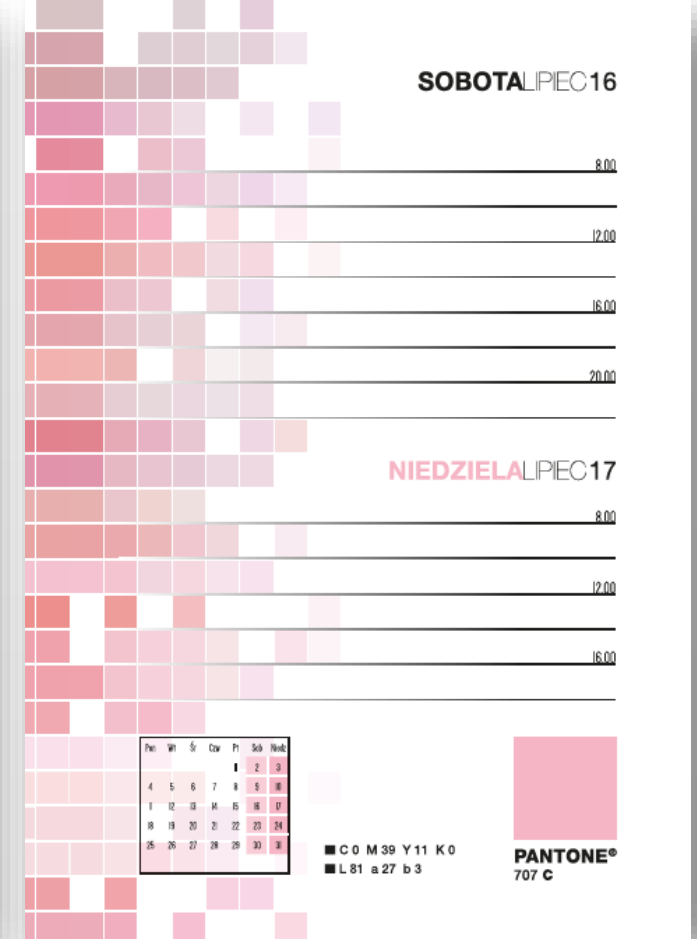 SOBOTALIPIEC16
8.00
12.00
16.00
20.00
NIEDZIELALIPIEC17
8.00
12.00
16.00
Pon Wt Śr Czw Pt Sob Niedz
1 2 3
4 5 6 7 8 9 10
11 12 13 14 15 16 17
18 19 20 21 22 23 24
25 26 27 28 29 30 31
C 0 M 39 Y 11 K 0
L 81 a 27 b 3
PANTONE®
707 C